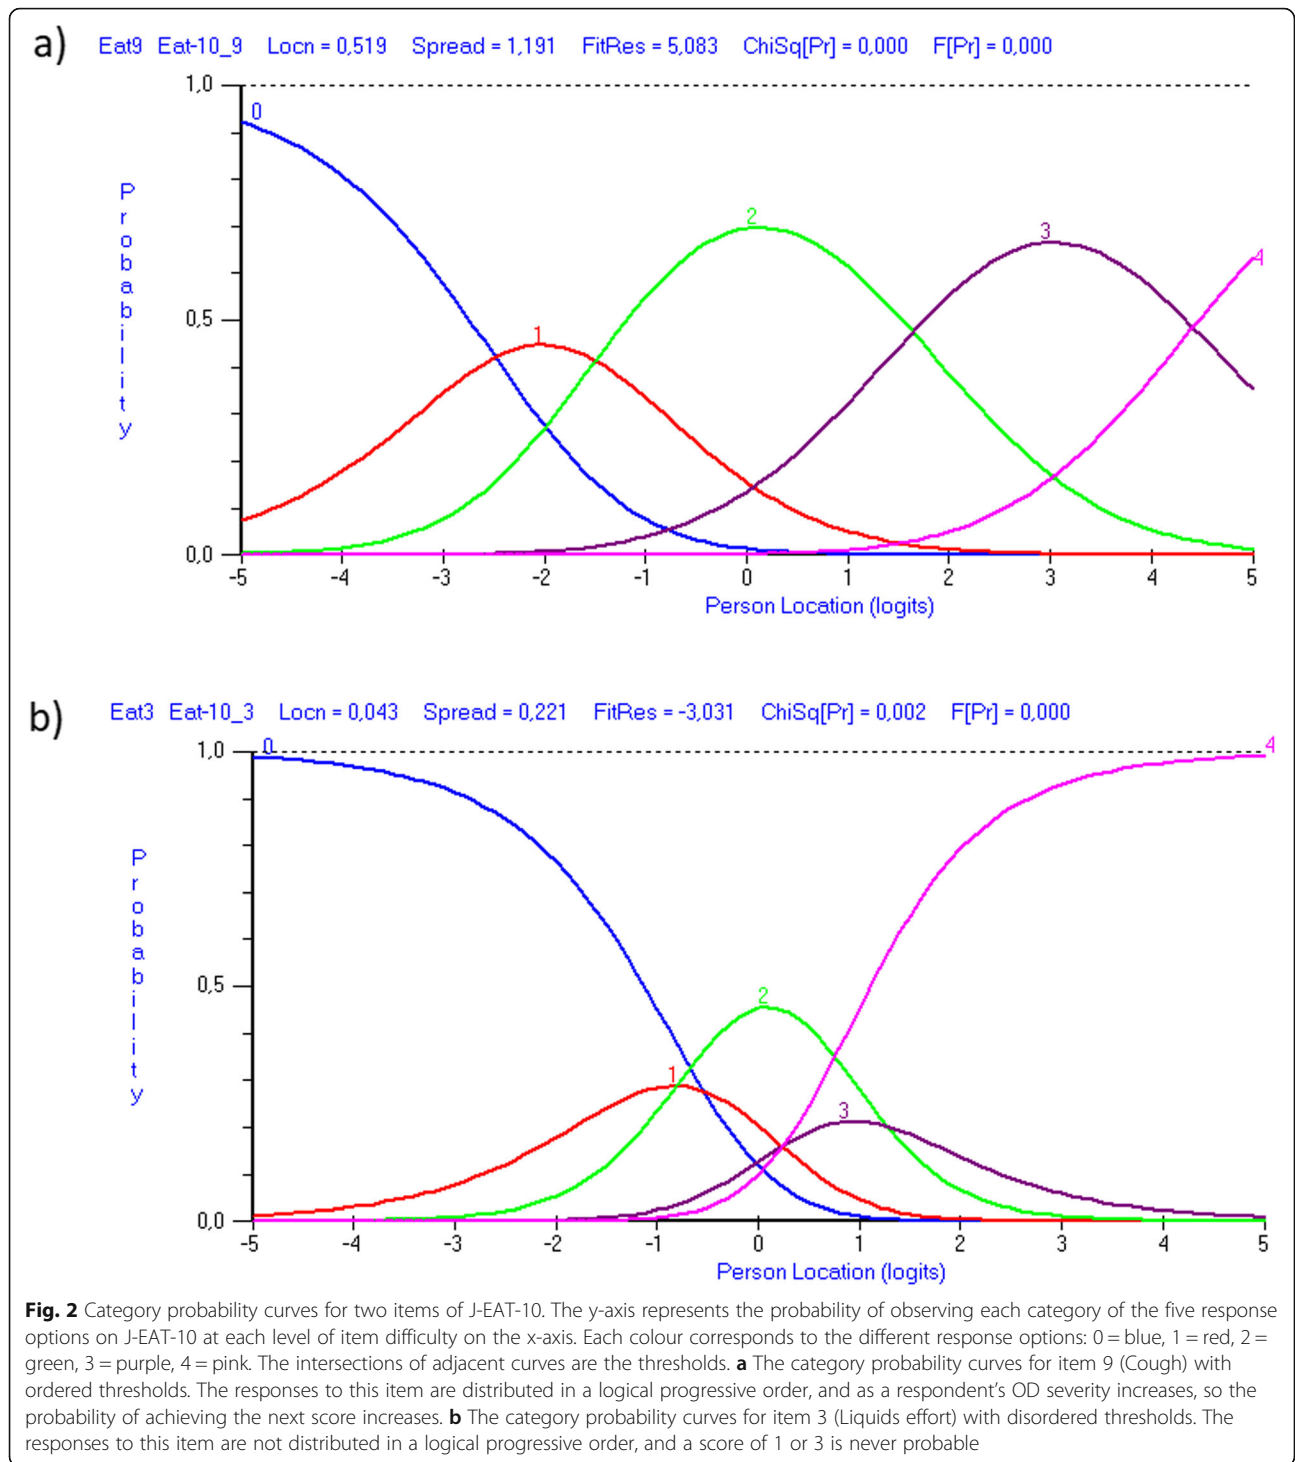 a) Eat9 Eat-10_9 Locn = 0,519 Spread = 1,191 FitRes = 5,083 ChiSq[Pr] = 0,000 F[Pr] = 0,000
1,0
0,5
0,0
Probability
0
1
2
3
4
-5 -4 -3 -2 -1 0 1 2 3 4 5
Person Location (logits)
b) Eat3 Eat-10_3 Locn = 0,043 Spread = 0,221 FitRes = -3,031 ChiSq[Pr] = 0,002 F[Pr] = 0,000
1,0
0,5
0,0
Probability
0
1
2
3
4
-5 -4 -3 -2 -1 0 1 2 3 4 5
Person Location (logits)
Fig. 2 Category probability curves for two items of J-EAT-10. The y-axis represents the probability of observing each category of the five response
options on J-EAT-10 at each level of item difficulty on the x-axis. Each colour corresponds to the different response options: 0 = blue, 1 = red, 2 =
green, 3 = purple, 4 = pink. The intersections of adjacent curves are the thresholds. a The category probability curves for item 9 (Cough) with
ordered thresholds. The responses to this item are distributed in a logical progressive order, and as a respondent's OD severity increases, so the
probability of achieving the next score increases. b The category probability curves for item 3 (Liquids effort) with disordered thresholds. The
responses to this item are not distributed in a logical progressive order, and a score of 1 or 3 is never probable